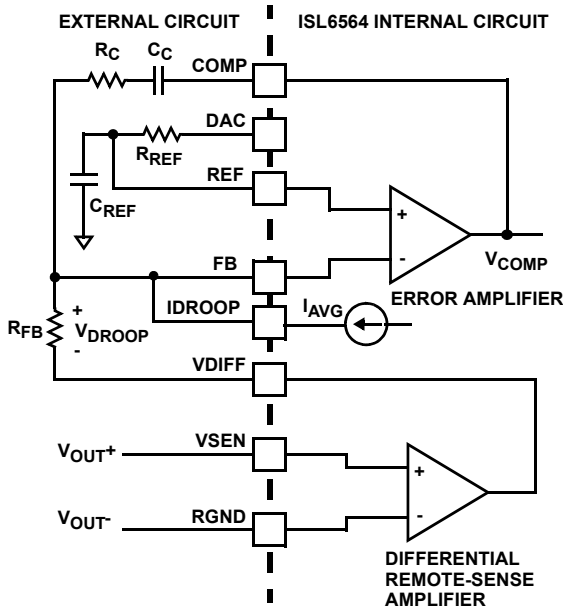 EXTERNAL CIRCUIT
ISL6564 INTERNAL CIRCUIT
RC
CC
COMP
DAC
RREF
REF
CREF
+
-
VCOMP
FB
ERROR AMPLIFIER
IDROOP
IAVG
RFB
+
VDROOP
-
VDIFF
VOUT+
VSEN
+
VOUT-
RGND
-
DIFFERENTIAL
REMOTE-SENSE
AMPLIFIER